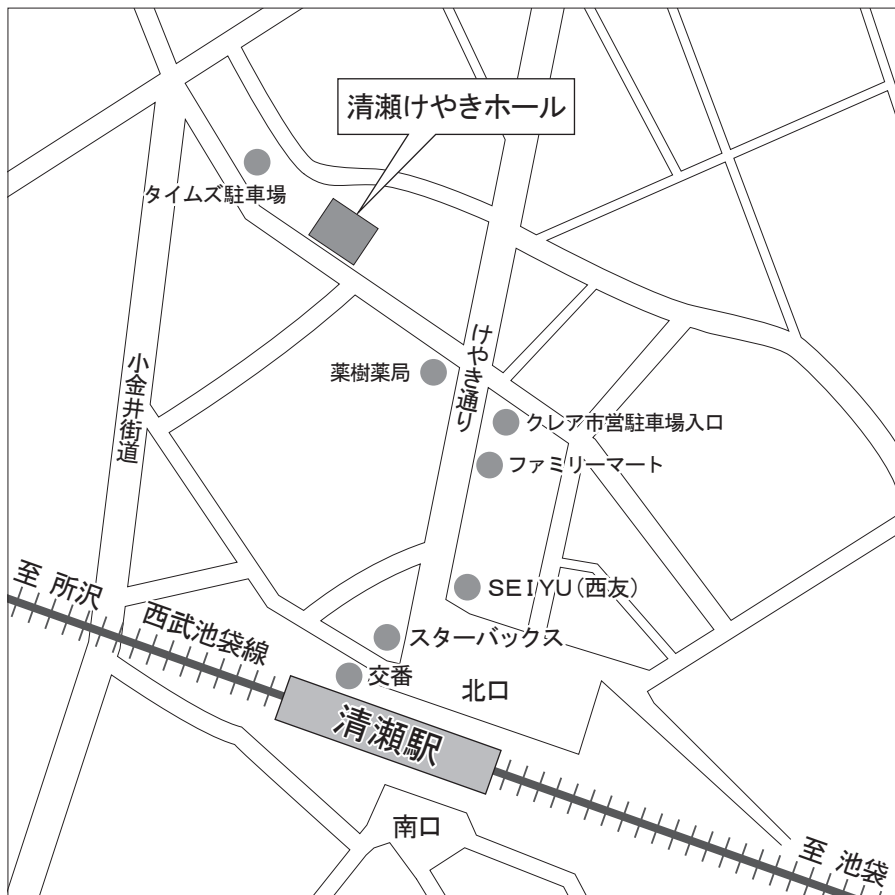 清瀬けやきホール
タイムズ駐車場
けやき通り
小金井街道
薬樹薬局
クレア市営駐車場入口
ファミリーマート
至 所沢
西武池袋線
SEIYU(西友)
スターバックス
交番
北口
清瀬駅
南口
至 池袋